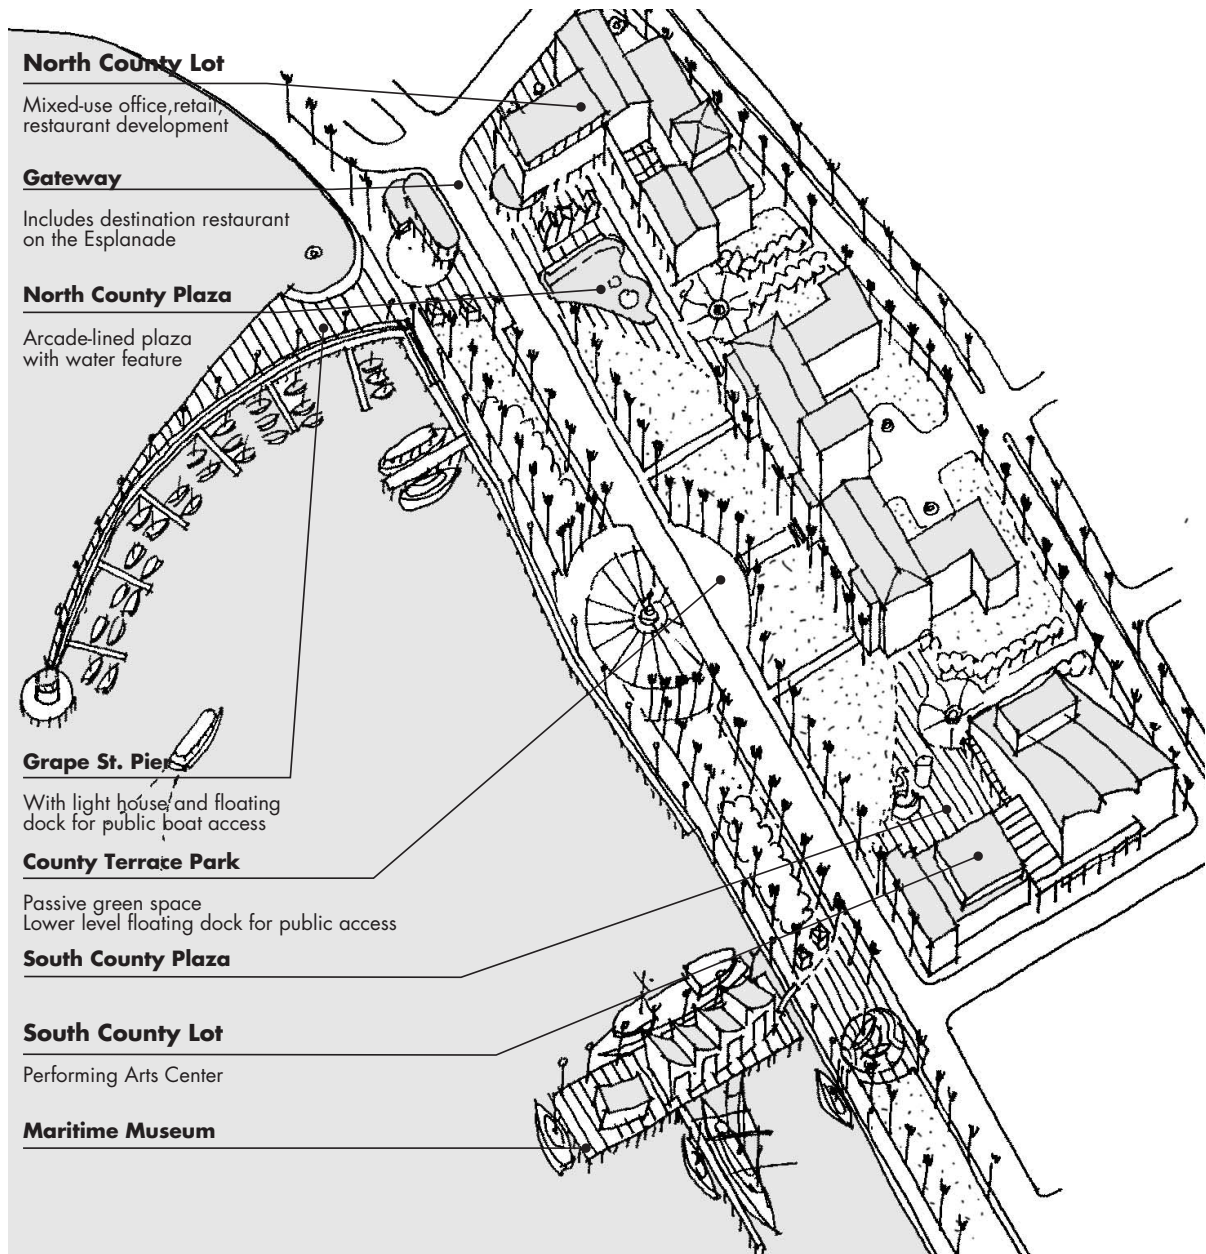 North County Lot
Mixed-use office,retail,
restaurant development
Gateway
Includes destination restaurant
on the Esplanade
North County Plaza
Arcade-lined plaza
with water feature
Grape St. Pier
With light house and floating
dock for public boat access
County Terrace Park
Passive green space
Lower level floating dock for public access
South County Plaza
South County Lot
Performing Arts Center
Maritime Museum